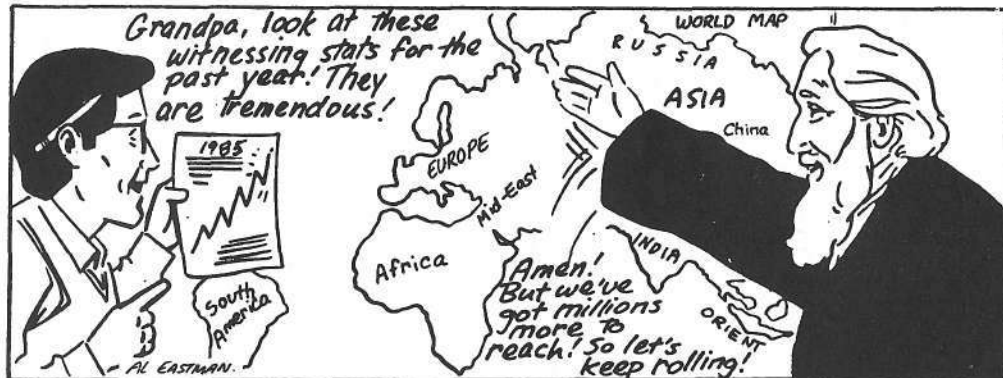 Grandpa, look at these
witnessing stats for the
past year! They
are tremendous!
1985
WORLD MAP
RUSSIA
ASIA
China
EUROPE
Mid-East
Africa
INDIA
ORIENT
South
America
Amen!
But we've
got millions
more to
reach! So let's
keep rolling!
AL EASTMAN.